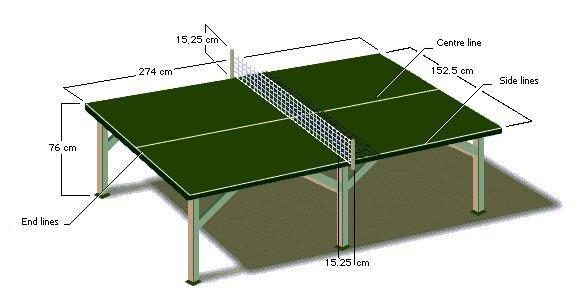 15,25 cm
Centre line
274 cm
152.5 cm
Side lines
76 cm
End lines
15.25 cm